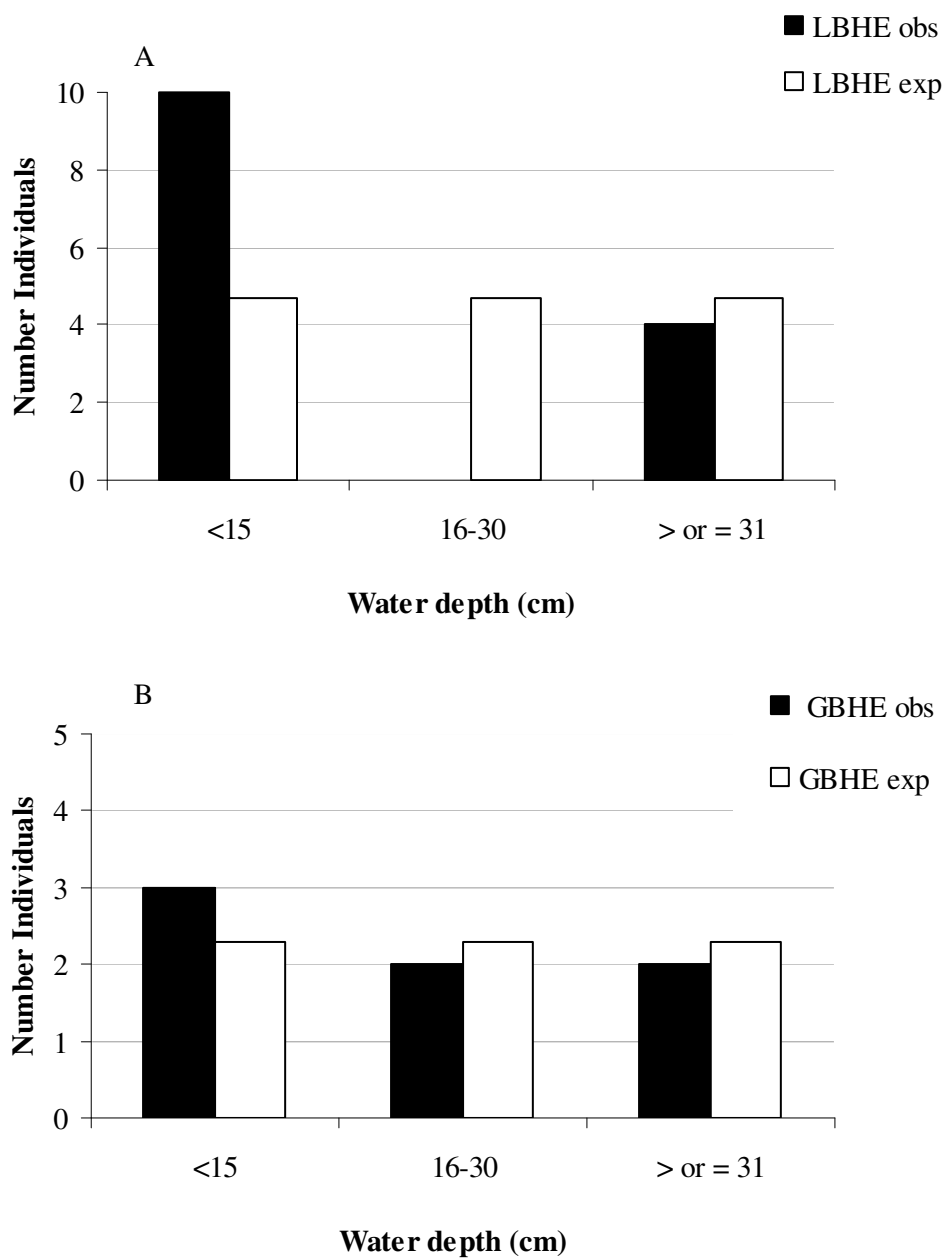 LBHE obs
A
LBHE exp
10
8
6
4
2
0
Number Individuals
<15 16-30 > or = 31
Water depth (cm)
B
GBHE obs
GBHE exp
5
4
3
2
1
0
Number Individuals
<15 16-30 > or = 31
Water depth (cm)